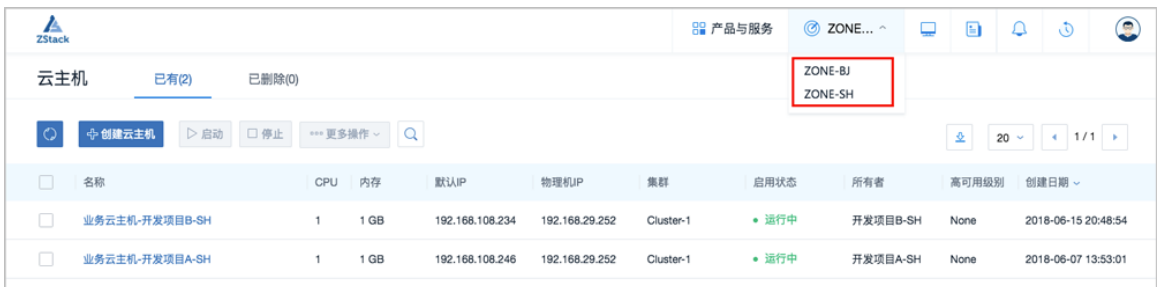 ZStack
产品与服务 ZONE...
云主机 已有(2) 已删除(0)
ZONE-BJ
ZONE-SH
创建云主机 启动 停止 更多操作 20 1 / 1
名称 CPU 内存 默认IP 物理机IP 集群 启用状态 所有者 高可用级别 创建日期
业务云主机-开发项目B-SH 1 1 GB 192.168.108.234 192.168.29.252 Cluster-1 运行中 开发项目B-SH None 2018-06-15 20:48:54
业务云主机-开发项目A-SH 1 1 GB 192.168.108.246 192.168.29.252 Cluster-1 运行中 开发项目A-SH None 2018-06-07 13:53:01